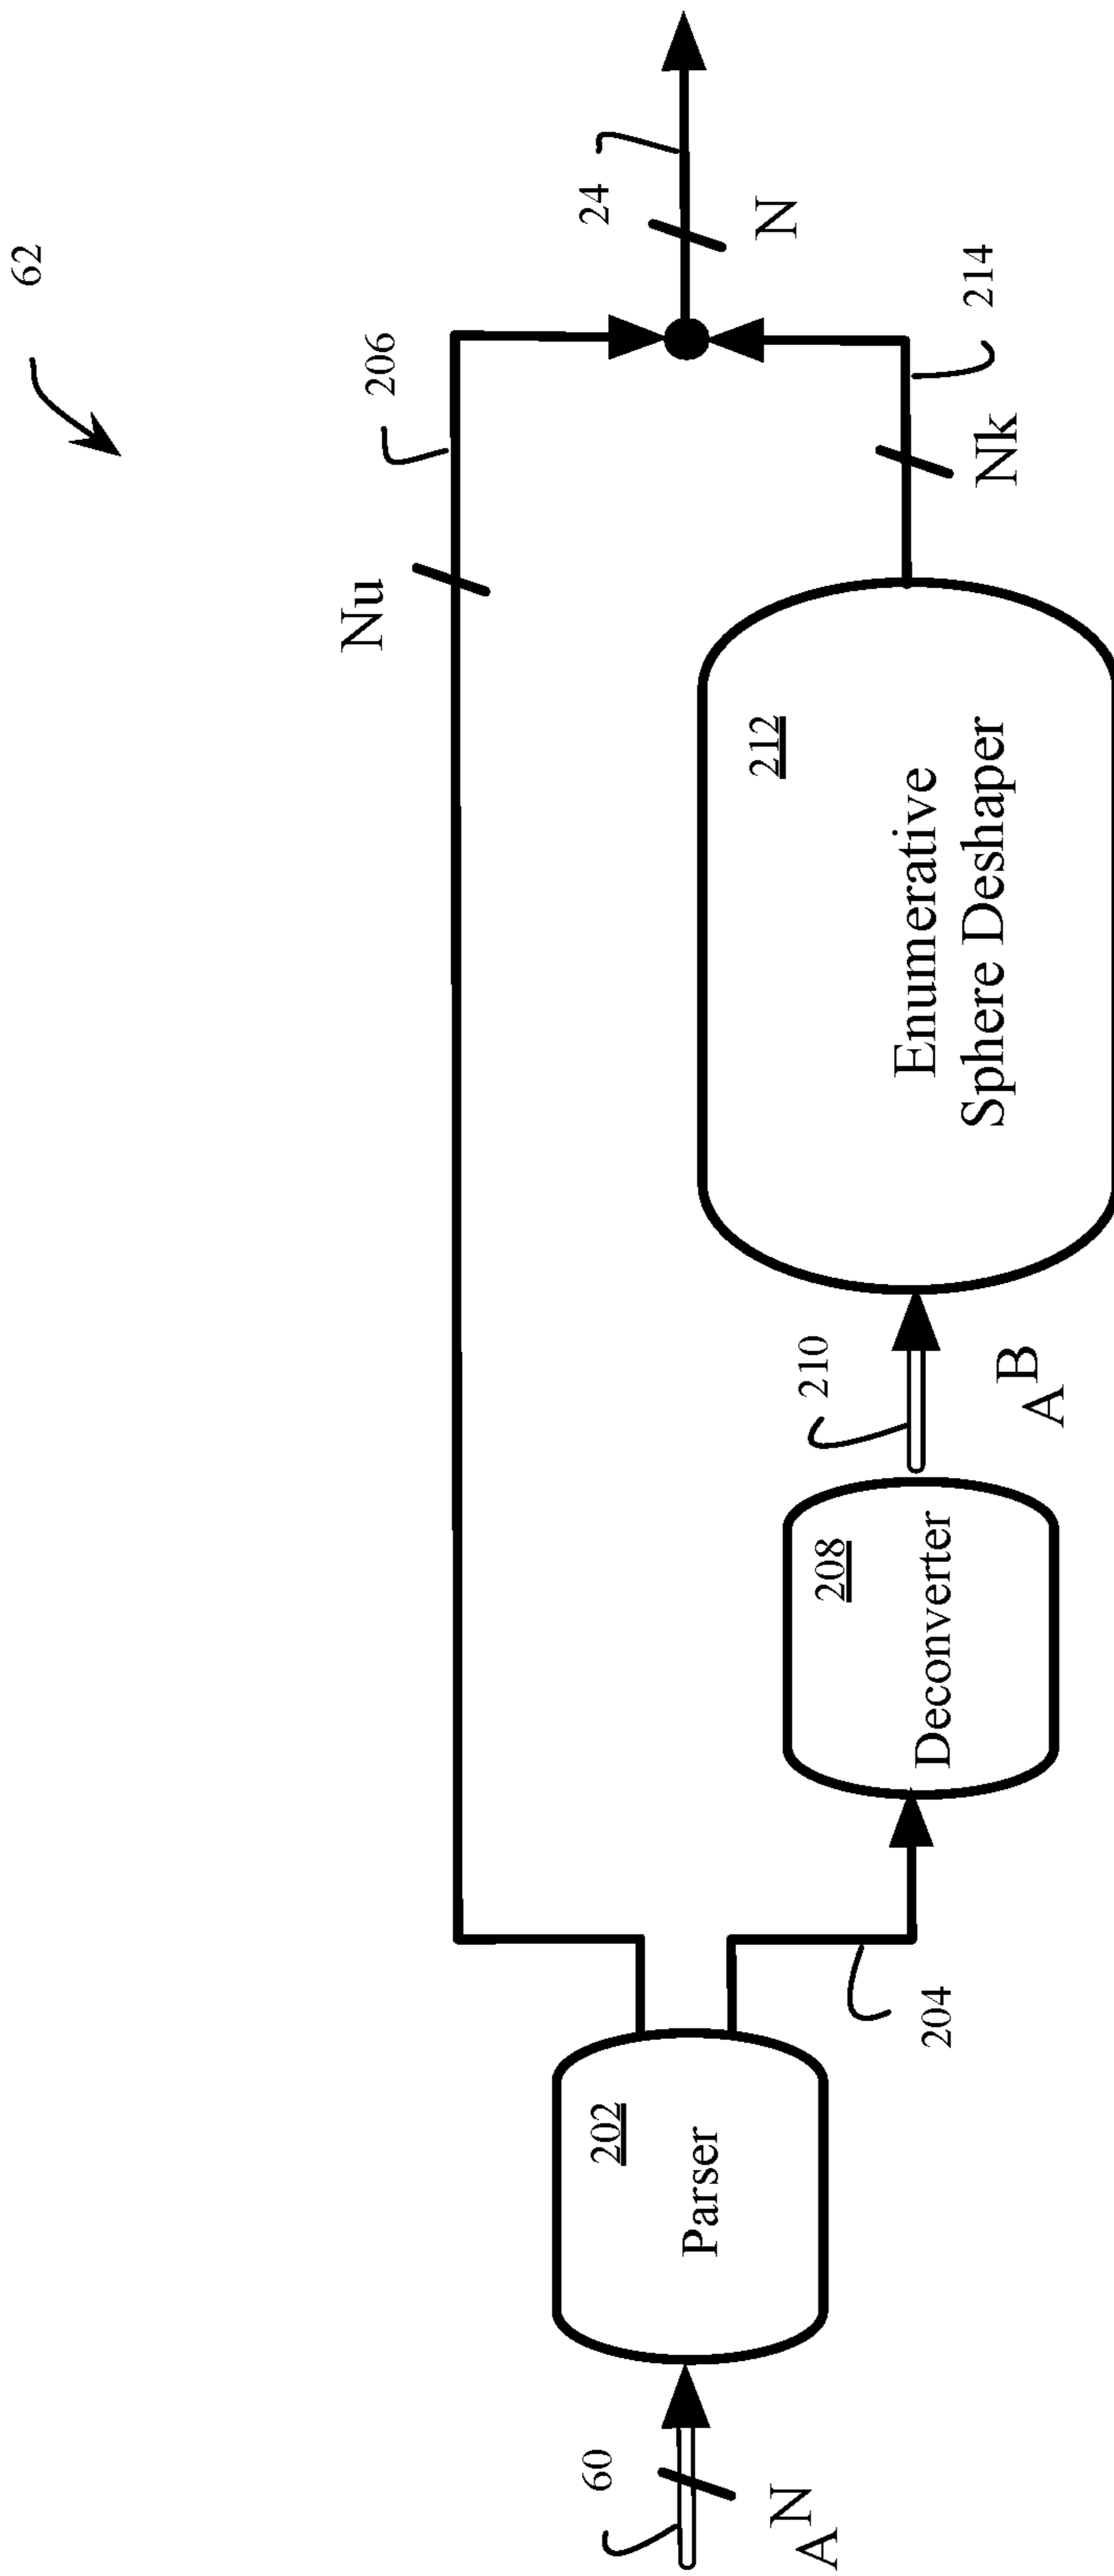 62
206
Nu
24
N
214
Nk
212
Enumerative
Sphere Deshaper
210
A^B
208
Deconverter
204
202
Parser
60
A^N